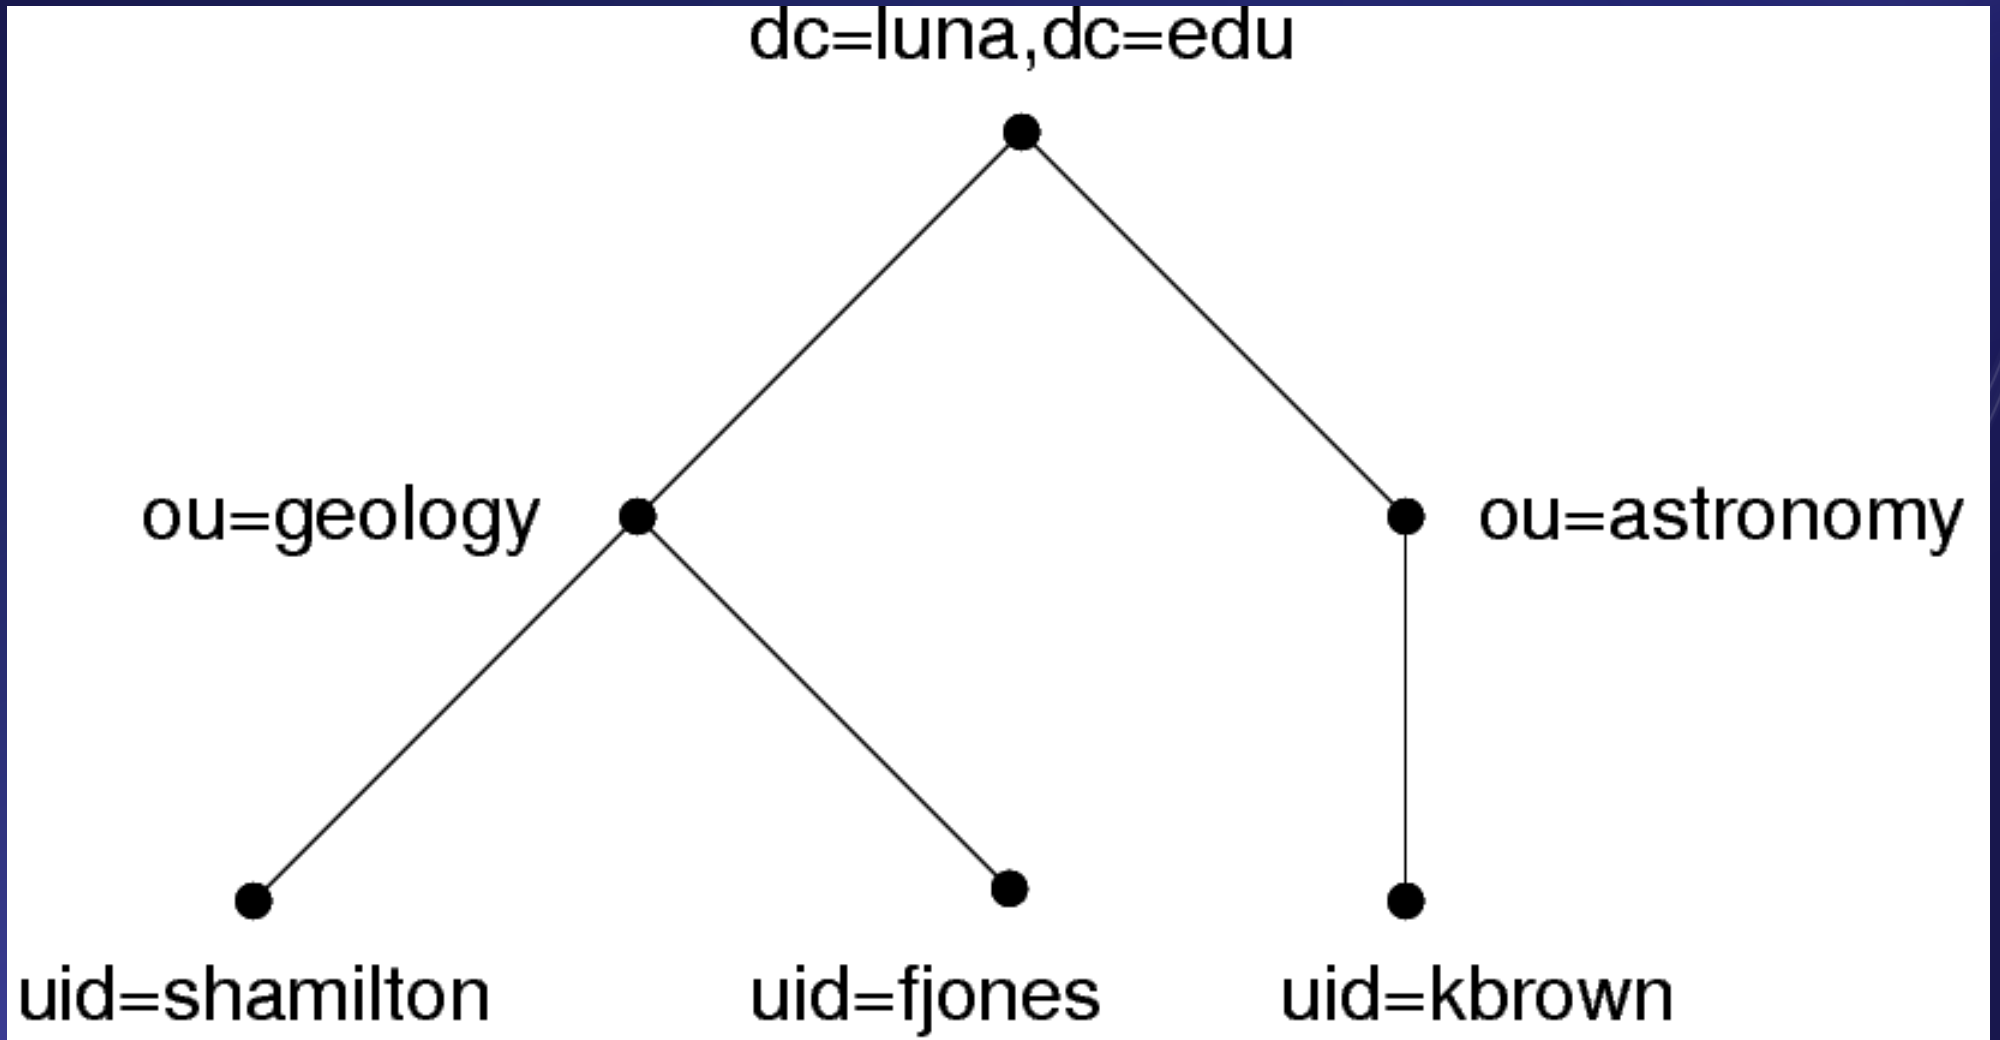 dc=luna,dc=edu
ou=geology
ou=astronomy
uid=shamilton
uid=fjones
uid=kbrown